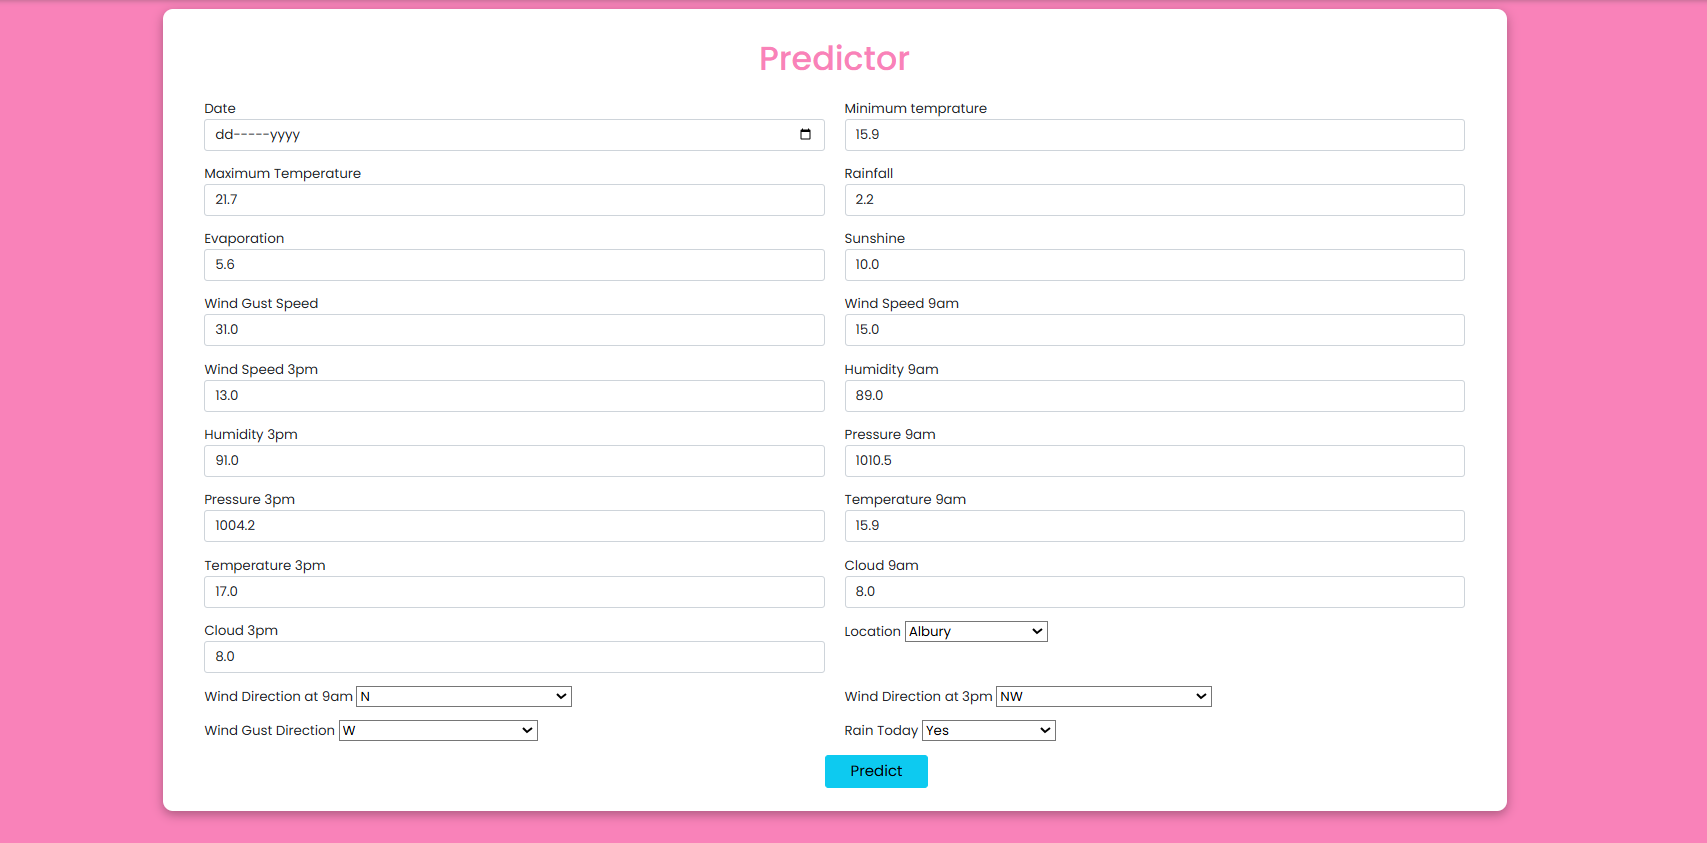 Predictor
Date Minimum temprature
dd-----yyyy 15.9
Maximum Temperature Rainfall
21.7 2.2
Evaporation Sunshine
5.6 10.0
Wind Gust Speed Wind Speed 9am
31.0 15.0
Wind Speed 3pm Humidity 9am
13.0 89.0
Humidity 3pm Pressure 9am
91.0 1010.5
Pressure 3pm Temperature 9am
1004.2 15.9
Temperature 3pm Cloud 9am
17.0 8.0
Cloud 3pm Location Albury
8.0
Wind Direction at 9am N Wind Direction at 3pm NW
Wind Gust Direction W Rain Today Yes
Predict